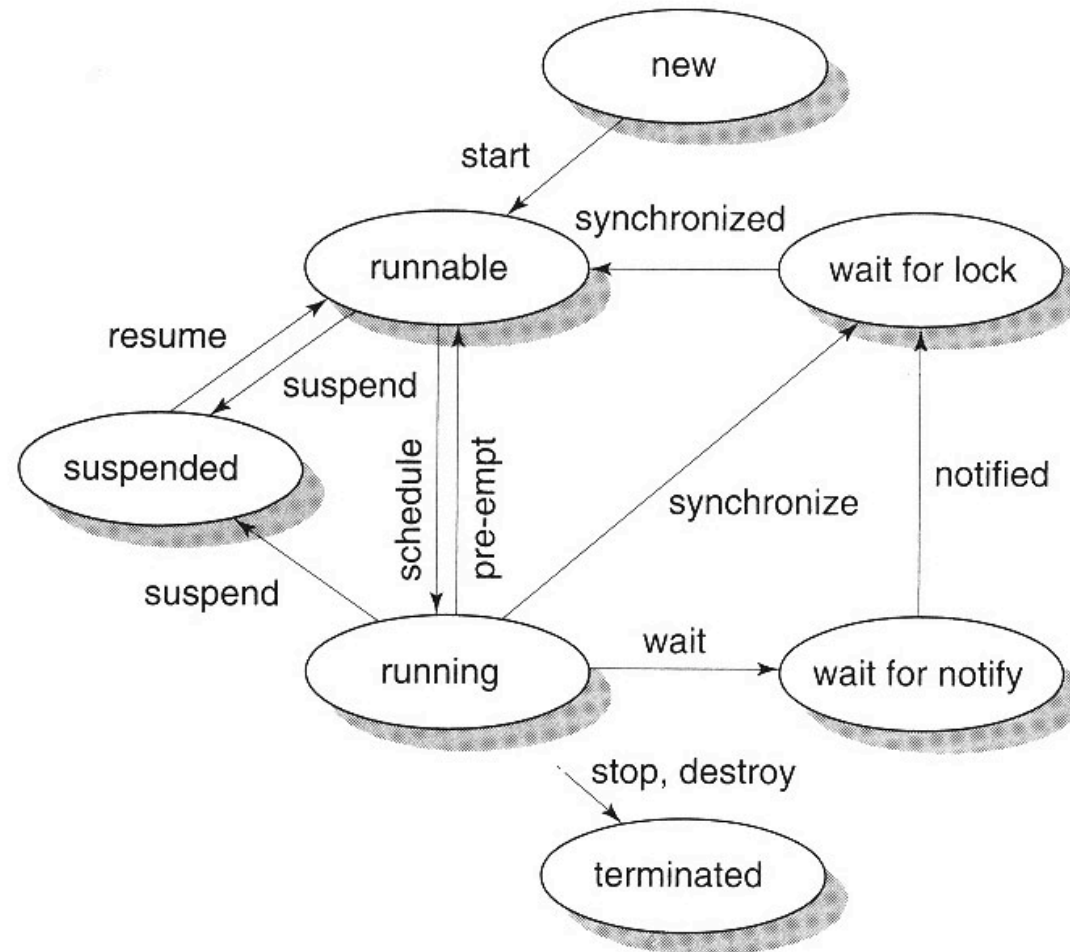 new
start
synchronized
runnable
wait for lock
resume
suspend
suspended
schedule
pre-empt
synchronize
notified
suspend
wait
running
wait for notify
stop, destroy
terminated